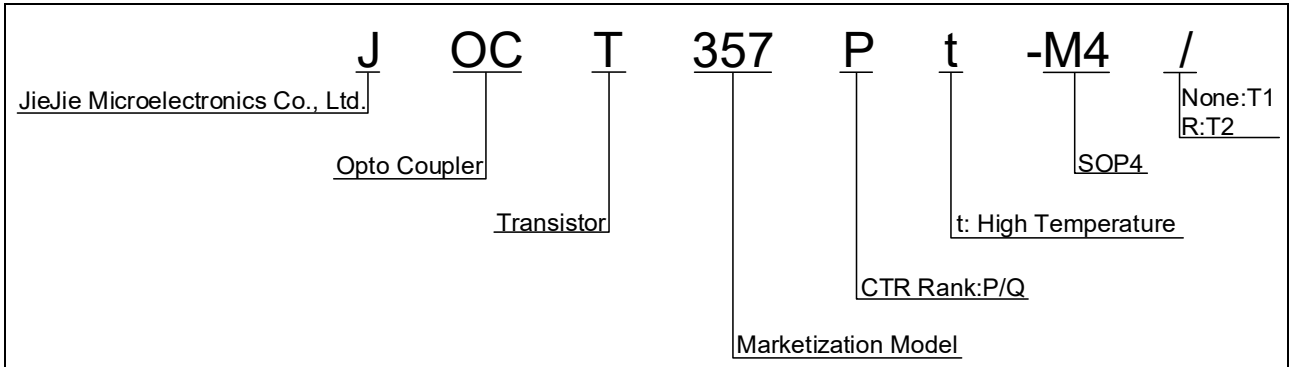 J OC T 357 P t -M4 /
JieJie Microelectronics Co., Ltd.
None:T1
R:T2
Opto Coupler
SOP4
Transistor
t: High Temperature
CTR Rank:P/Q
Marketization Model